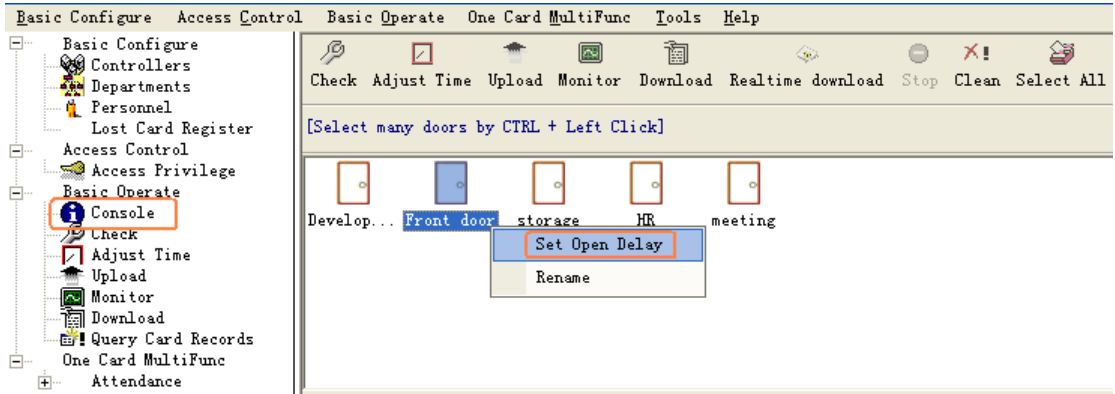 Basic Configure Access Control Basic Operate One Card MultiFunc Tools Help
Basic Configure
Controllers
Departments
Personnel
Lost Card Register
Access Control
Access Privilege
Basic Operate
Console
Check
Adjust Time
Upload
Monitor
Download
Query Card Records
One Card MultiFunc
Attendance
Check Adjust Time Upload Monitor Download Realtime download Stop Clean Select All
[Select many doors by CTRL + Left Click]
Develop... Front door storage HR meeting
Set Open Delay
Rename